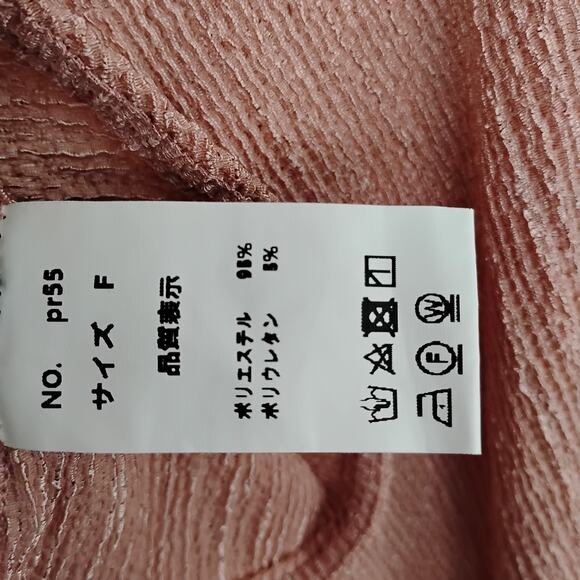 NO. pr55
サイズ F
品質表示
ポリエステル 95%
ポリウレタン 5%
W
F